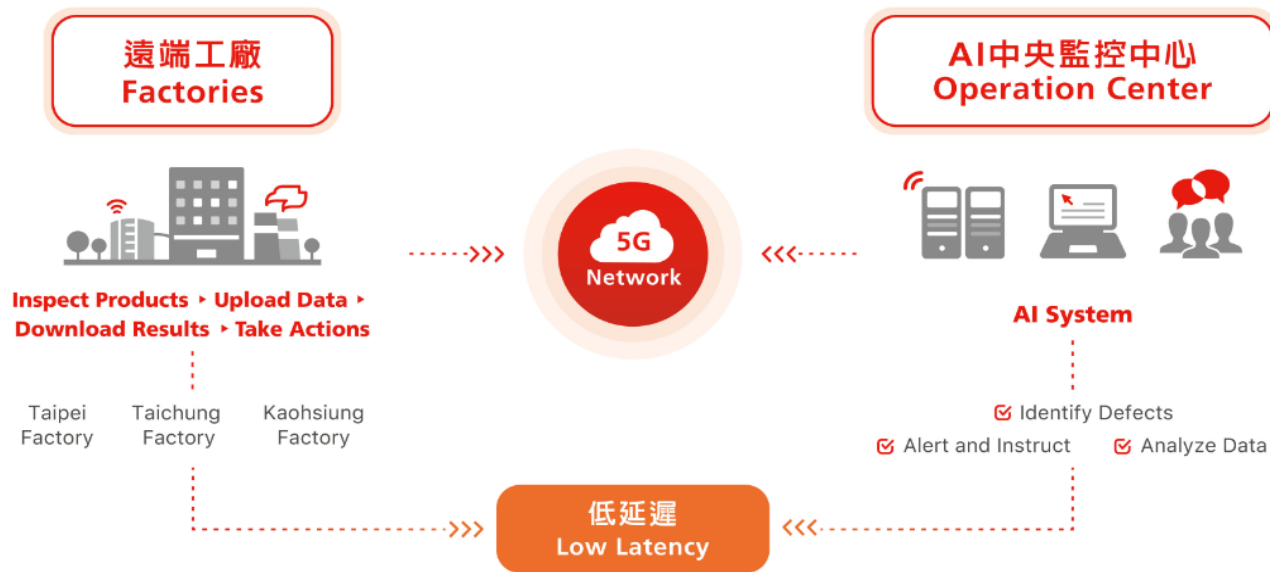 遠端工廠
Factories
AI中央監控中心
Operation Center
5G
Network
Inspect Products ▸ Upload Data ▸
Download Results ▸ Take Actions
AI System
Taipei
Factory
Taichung
Factory
Kaohsiung
Factory
Identify Defects
Alert and Instruct
Analyze Data
低延遲
Low Latency